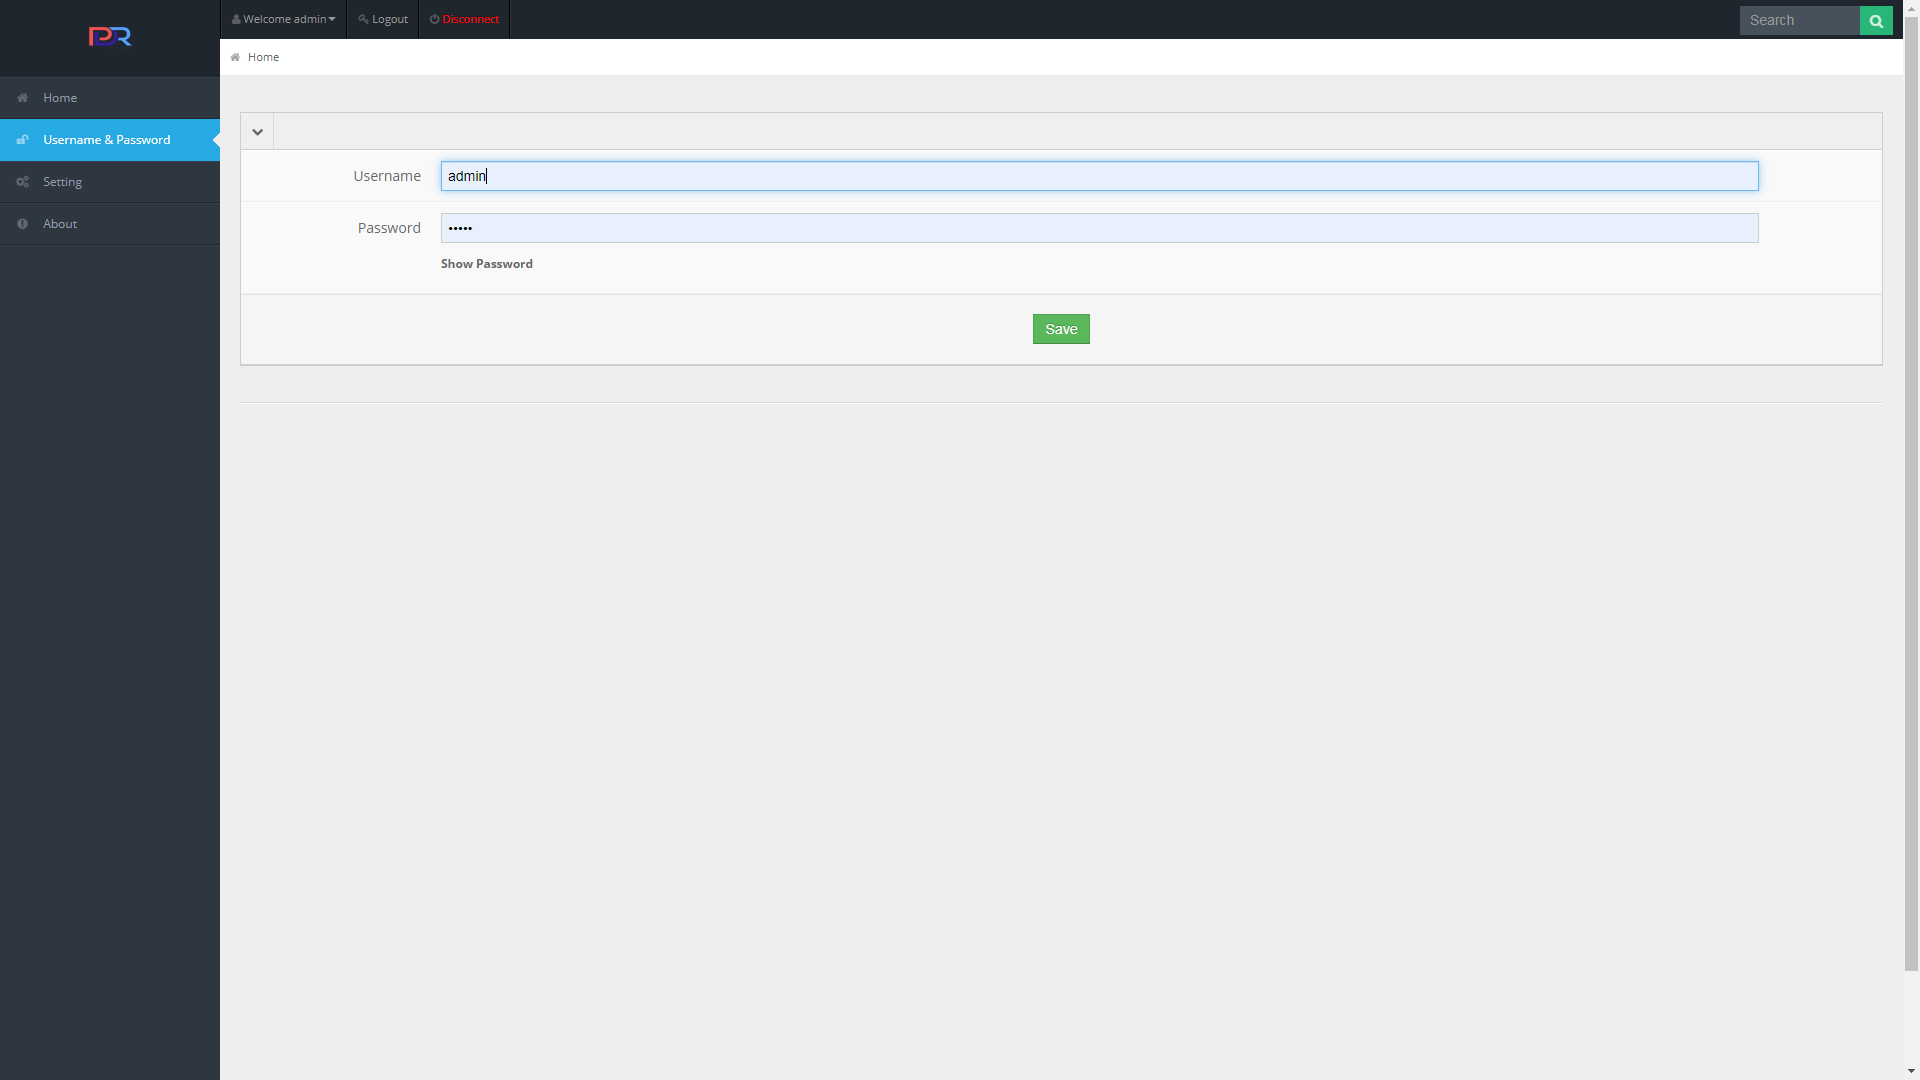 PDR
Welcome admin
Logout
Disconnect
Search
Home
Home
Username & Password
Setting
About
Username
admin
Password
•••••
Show Password
Save